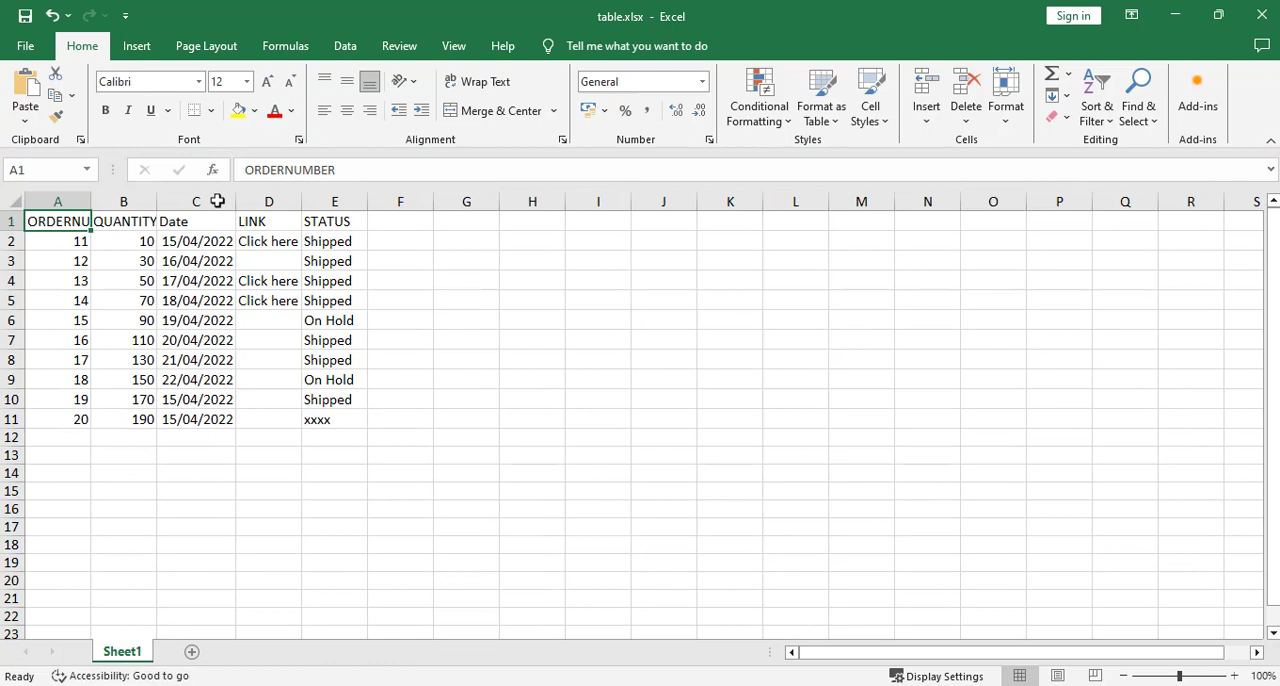 table.xlsx - Excel
Sign in
File Home Insert Page Layout Formulas Data Review View Help Tell me what you want to do
Calibri 12 Wrap Text General
Paste B I U A Merge & Center % , Conditional Formatting Format as Table Cell Styles Insert Delete Format Sort & Filter Find & Select Add-ins
Clipboard Font Alignment Number Styles Cells Editing Add-ins
A1 fx ORDERNUMBER
A B C D E F G H I J K L M N O P Q R S
1 ORDERNU QUANTITY Date LINK STATUS
2 11 10 15/04/2022 Click here Shipped
3 12 30 16/04/2022 Shipped
4 13 50 17/04/2022 Click here Shipped
5 14 70 18/04/2022 Click here Shipped
6 15 90 19/04/2022 On Hold
7 16 110 20/04/2022 Shipped
8 17 130 21/04/2022 Shipped
9 18 150 22/04/2022 On Hold
10 19 170 15/04/2022 Shipped
11 20 190 15/04/2022 xxxx
12
13
14
15
16
17
18
19
20
21
22
23
Sheet1
Ready Accessibility: Good to go Display Settings 100%